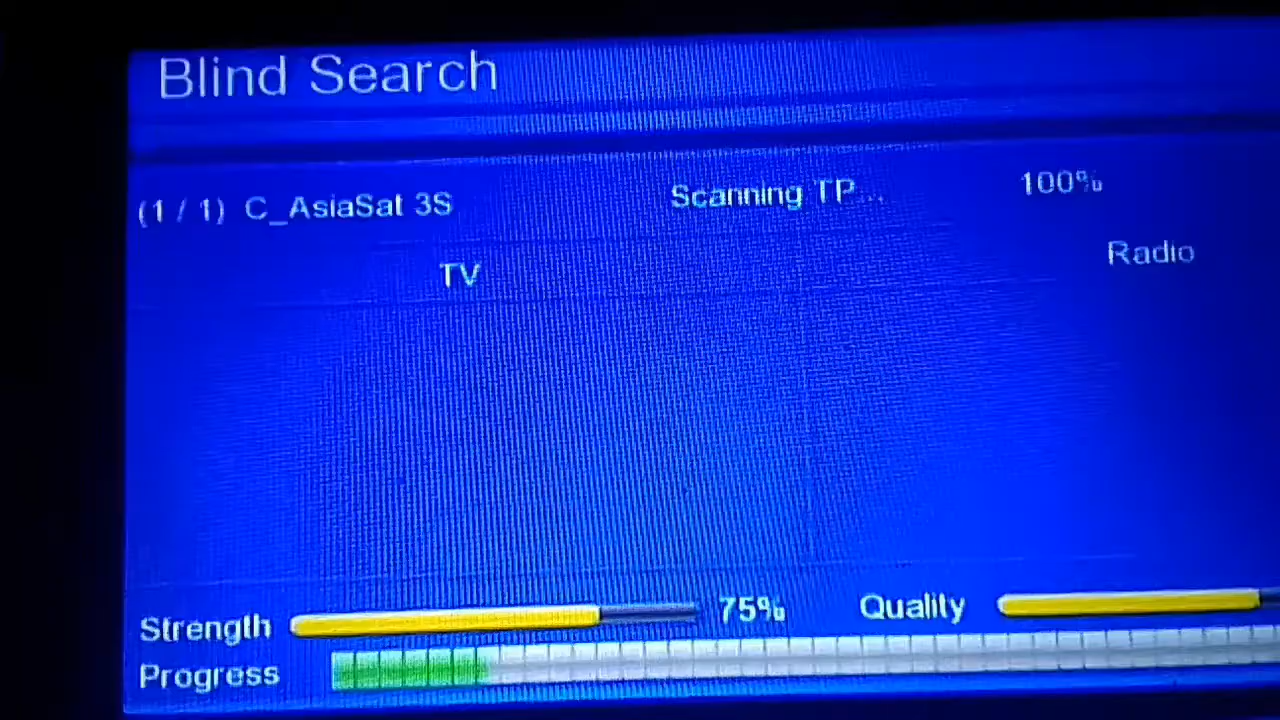 Blind Search
(1 / 1) C_AsiaSat 3S Scanning TP... 100%
TV Radio
Strength 75% Quality
Progress